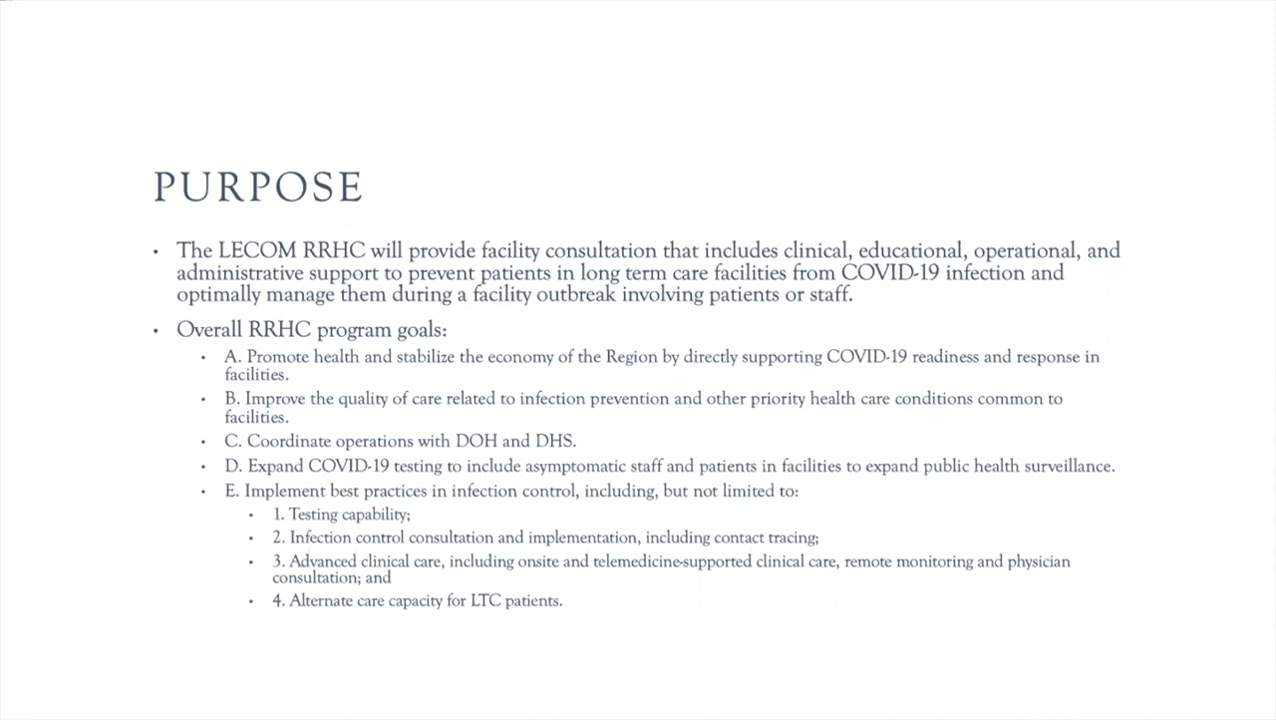 PURPOSE
• The LECOM RRHC will provide facility consultation that includes clinical, educational, operational, and
administrative support to prevent patients in long term care facilities from COVID-19 infection and
optimally manage them during a facility outbreak involving patients or staff.
• Overall RRHC program goals:
• A. Promote health and stabilize the economy of the Region by directly supporting COVID-19 readiness and response in
facilities.
• B. Improve the quality of care related to infection prevention and other priority health care conditions common to
facilities.
• C. Coordinate operations with DOH and DHS.
• D. Expand COVID-19 testing to include asymptomatic staff and patients in facilities to expand public health surveillance.
• E. Implement best practices in infection control, including, but not limited to:
• 1. Testing capability;
• 2. Infection control consultation and implementation, including contact tracing;
• 3. Advanced clinical care, including onsite and telemedicine-supported clinical care, remote monitoring and physician
consultation; and
• 4. Alternate care capacity for LTC patients.